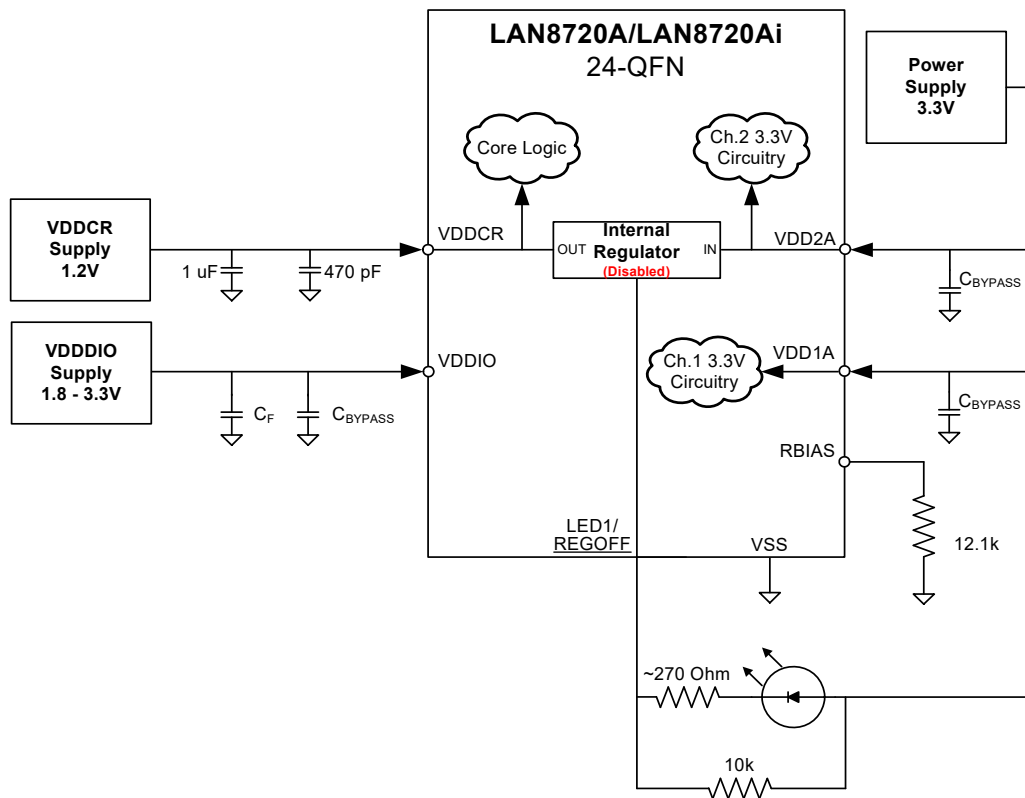 LAN8720A/LAN8720Ai
24-QFN
Power
Supply
3.3V
Core Logic
Ch.2 3.3V
Circuitry
VDDCR
Supply
1.2V
VDDCR
OUT
Internal
Regulator
(Disabled)
IN
VDD2A
1 uF
470 pF
CBYPASS
VDDDIO
Supply
1.8 - 3.3V
VDDIO
Ch.1 3.3V
Circuitry
VDD1A
CF
CBYPASS
CBYPASS
RBIAS
12.1k
LED1/
REGOFF
VSS
~270 Ohm
10k